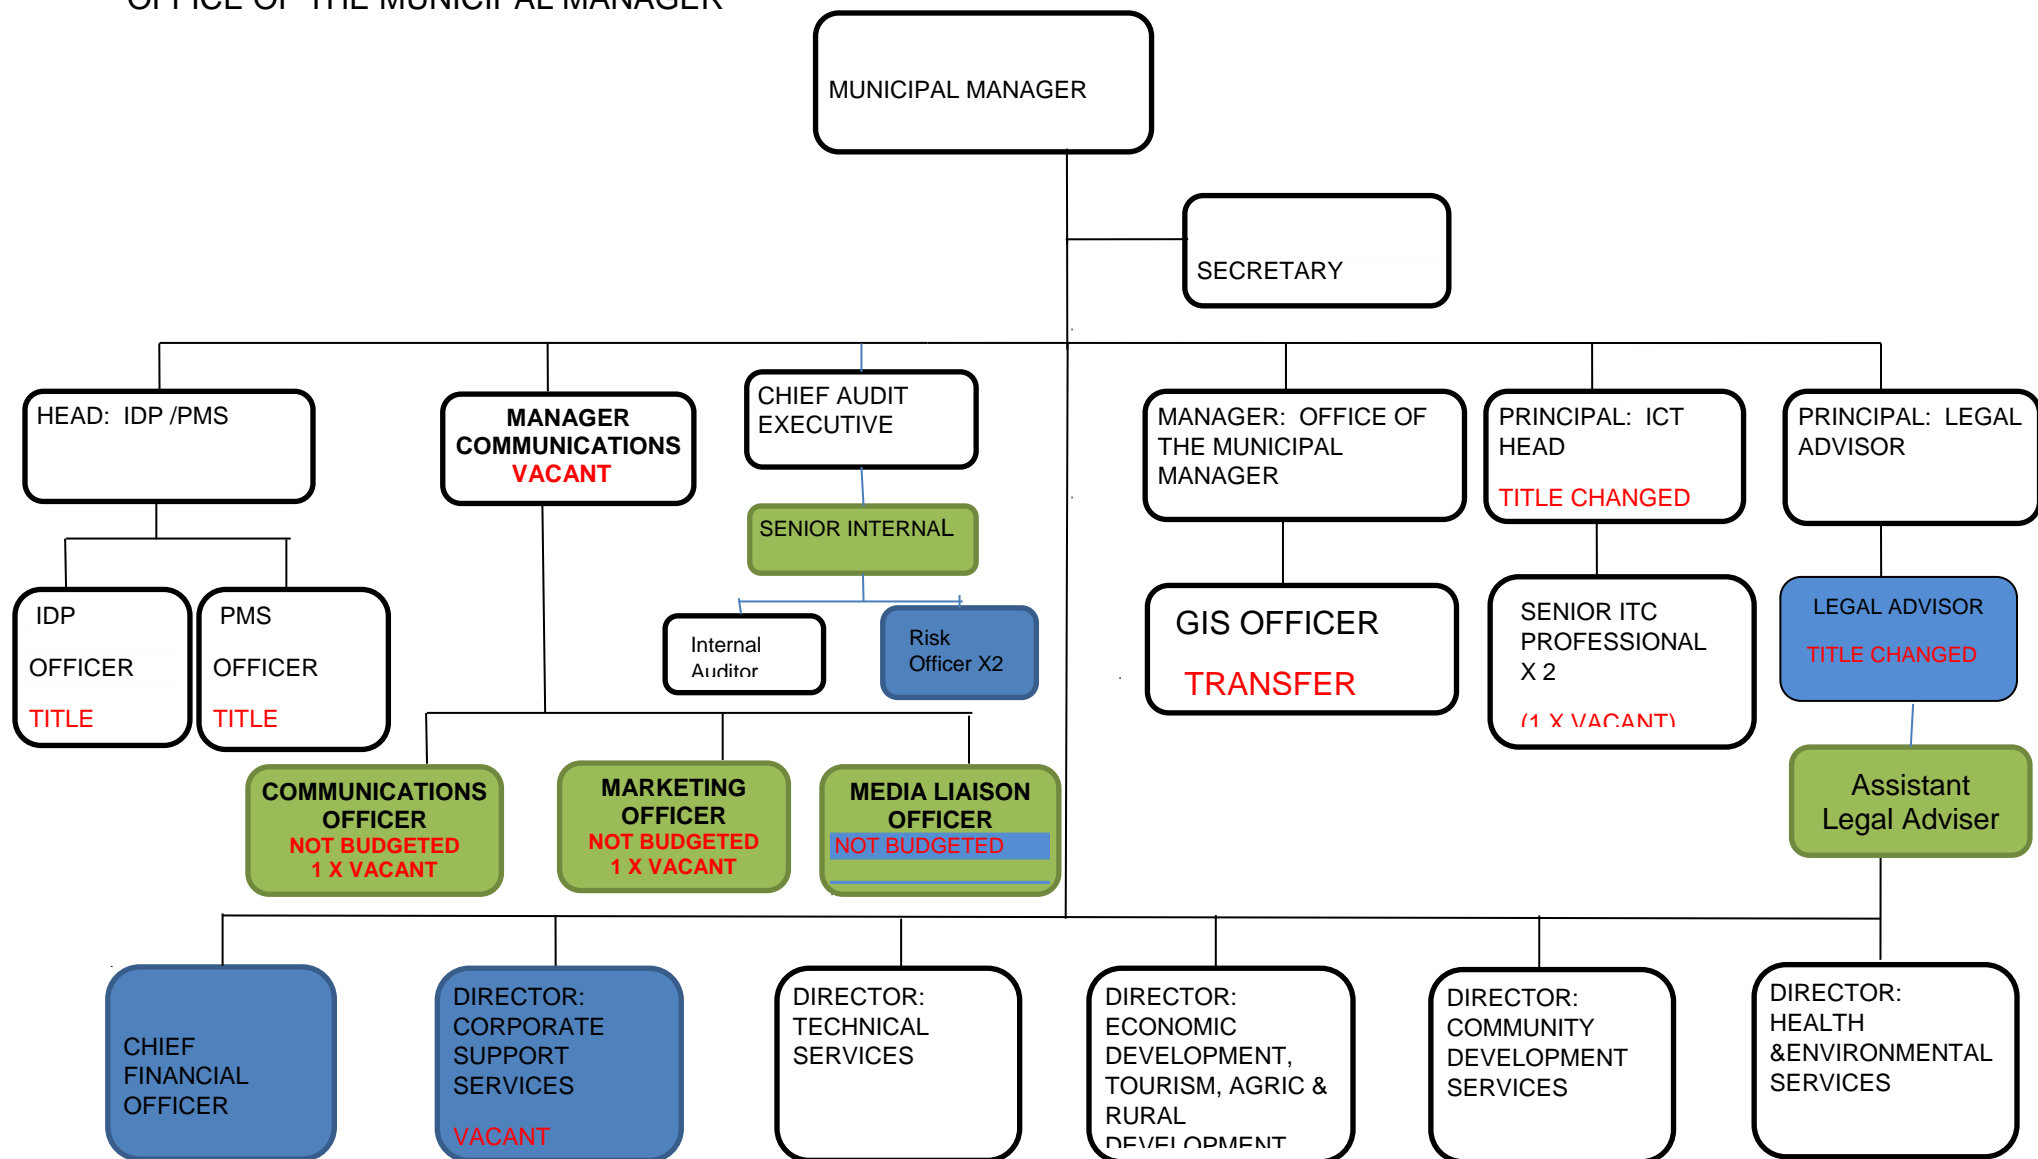 OFFICE OF THE MUNICIPAL MANAGER
MUNICIPAL MANAGER
SECRETARY
HEAD: IDP /PMS
MANAGER
COMMUNICATIONS
VACANT
CHIEF AUDIT
EXECUTIVE
MANAGER: OFFICE OF
THE MUNICIPAL
MANAGER
PRINCIPAL: ICT
HEAD
TITLE CHANGED
PRINCIPAL: LEGAL
ADVISOR
SENIOR INTERNAL
IDP
OFFICER
TITLE
PMS
OFFICER
TITLE
Internal
Auditor
Risk
Officer X2
GIS OFFICER
TRANSFER
SENIOR ITC
PROFESSIONAL
X 2
(1 X VACANT)
LEGAL ADVISOR
TITLE CHANGED
COMMUNICATIONS
OFFICER
NOT BUDGETED
1 X VACANT
MARKETING
OFFICER
NOT BUDGETED
1 X VACANT
MEDIA LIAISON
OFFICER
NOT BUDGETED
Assistant
Legal Adviser
CHIEF
FINANCIAL
OFFICER
DIRECTOR:
CORPORATE
SUPPORT
SERVICES
VACANT
DIRECTOR:
TECHNICAL
SERVICES
DIRECTOR:
ECONOMIC
DEVELOPMENT,
TOURISM, AGRIC &
RURAL
DEVELOPMENT
DIRECTOR:
COMMUNITY
DEVELOPMENT
SERVICES
DIRECTOR:
HEALTH
&ENVIRONMENTAL
SERVICES